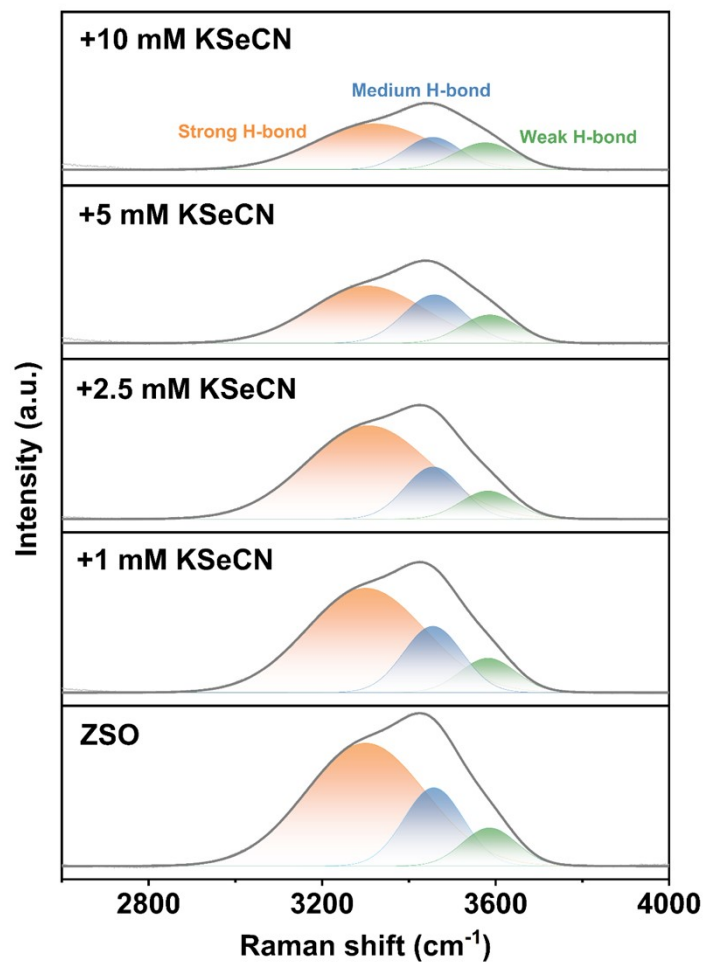 +10 mM KSeCN
Medium H-bond
Strong H-bond
Weak H-bond
+5 mM KSeCN
+2.5 mM KSeCN
+1 mM KSeCN
ZSO
Intensity (a.u.)
2800 3200 3600 4000
Raman shift (cm⁻¹)